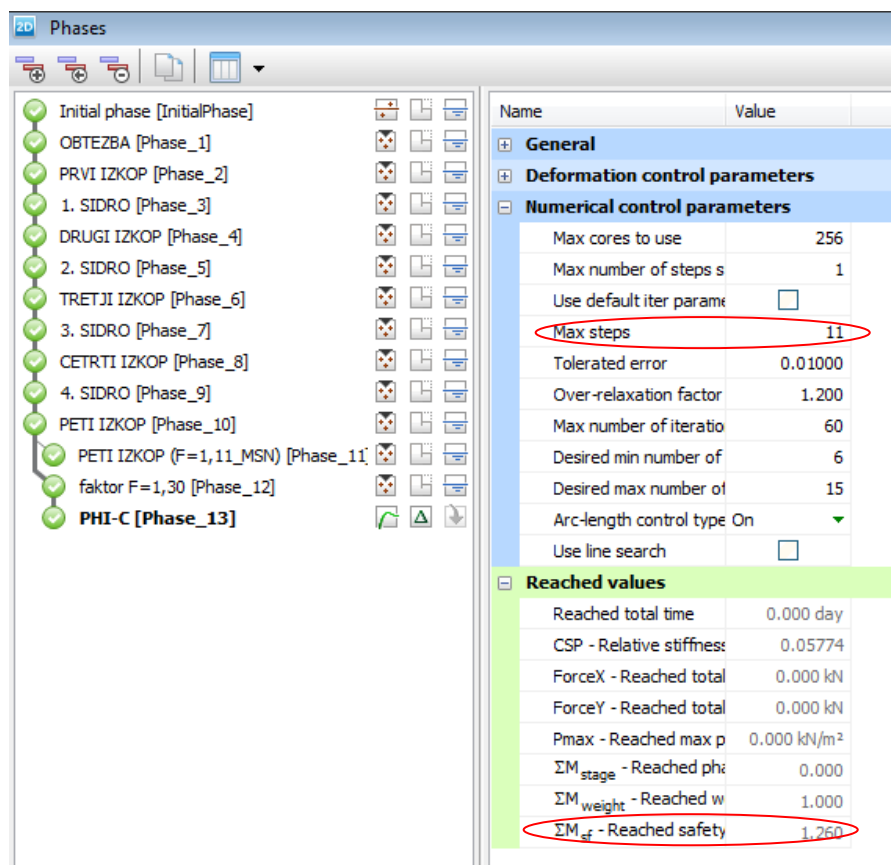 2D Phases
Initial phase [InitialPhase]
OBTEZBA [Phase_1]
PRVI IZKOP [Phase_2]
1. SIDRO [Phase_3]
DRUGI IZKOP [Phase_4]
2. SIDRO [Phase_5]
TRETJI IZKOP [Phase_6]
3. SIDRO [Phase_7]
CETRTI IZKOP [Phase_8]
4. SIDRO [Phase_9]
PETI IZKOP [Phase_10]
PETI IZKOP (F=1,11_MSN) [Phase_11]
faktor F=1,30 [Phase_12]
PHI-C [Phase_13]
Name Value
General
Deformation control parameters
Numerical control parameters
Max cores to use 256
Max number of steps s 1
Use default iter parame
Max steps 11
Tolerated error 0.01000
Over-relaxation factor 1.200
Max number of iteratio 60
Desired min number of 6
Desired max number of 15
Arc-length control type On
Use line search
Reached values
Reached total time 0.000 day
CSP - Relative stiffness 0.05774
ForceX - Reached total 0.000 kN
ForceY - Reached total 0.000 kN
Pmax - Reached max p 0.000 kN/m²
ΣMstage - Reached pha 0.000
ΣMweight - Reached w 1.000
ΣMsf - Reached safety 1.260